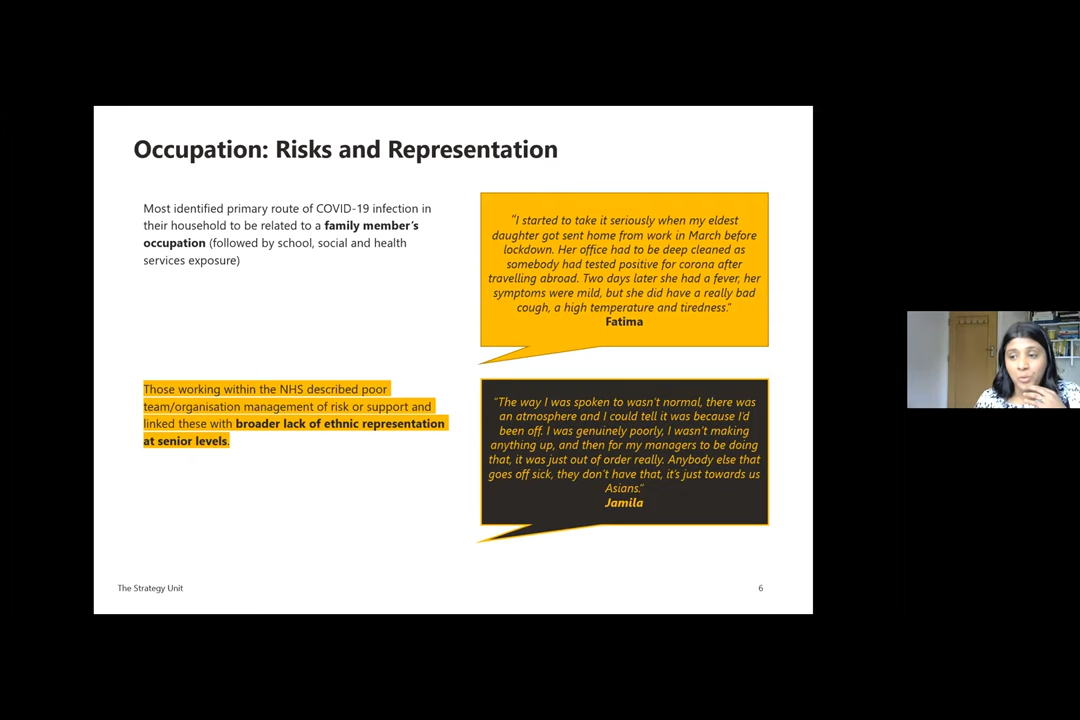 Occupation: Risks and Representation
Most identified primary route of COVID-19 infection in
their household to be related to a family member's
occupation (followed by school, social and health
services exposure)
"I started to take it seriously when my eldest
daughter got sent home from work in March before
lockdown. Her office had to be deep cleaned as
somebody had tested positive for corona after
travelling abroad. Two days later she had a fever, her
symptoms were mild, but she did have a really bad
cough, a high temperature and tiredness."
Fatima
Those working within the NHS described poor
team/organisation management of risk or support and
linked these with broader lack of ethnic representation
at senior levels.
"The way I was spoken to wasn't normal, there was
an atmosphere and I could tell it was because I'd
been off. I was genuinely poorly, I wasn't making
anything up, and then for my managers to be doing
that, it was just out of order really. Anybody else that
goes off sick, they don't have that, it's just towards us
Asians."
Jamila
The Strategy Unit
6